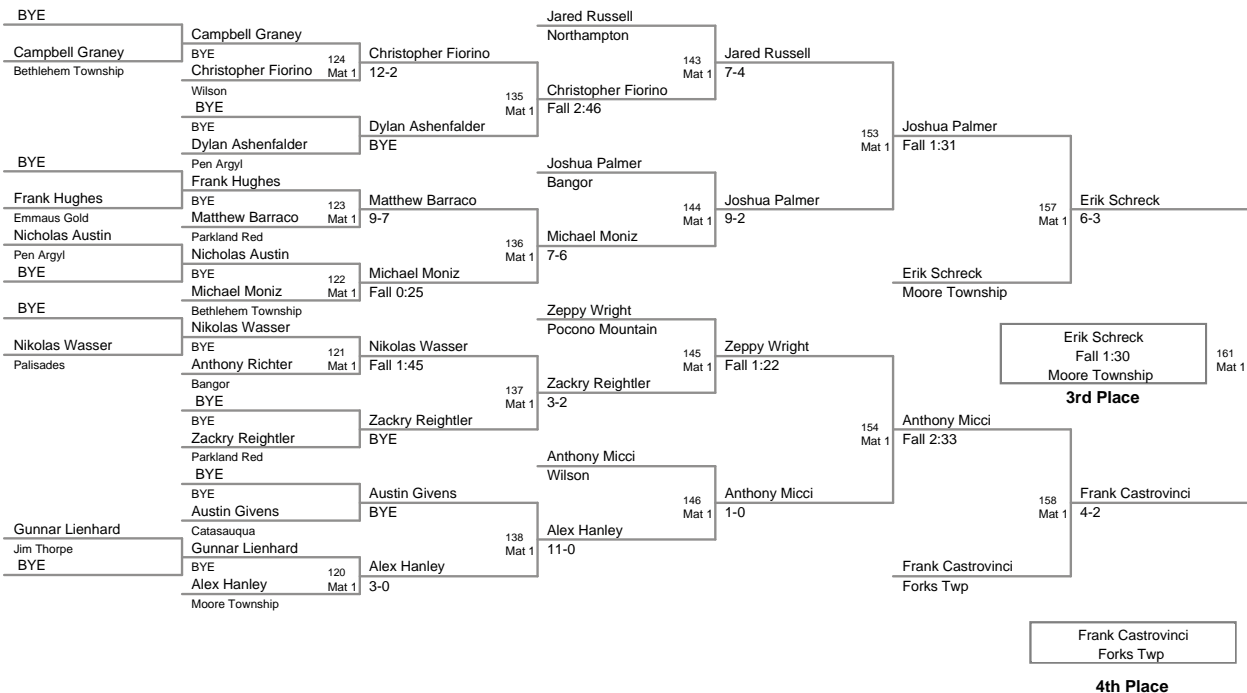 BYE
Campbell Graney
Bethlehem Township
BYE
Frank Hughes
Emmaus Gold
Nicholas Austin
Pen Argyl
BYE
BYE
Nikolas Wasser
Palisades
Gunnar Lienhard
Jim Thorpe
BYE
Campbell Graney
BYE
124
Mat 1
Christopher Fiorino
Wilson
BYE
BYE
Dylan Ashenfalder
Pen Argyl
Frank Hughes
BYE
123
Mat 1
Matthew Barraco
Parkland Red
Nicholas Austin
BYE
122
Mat 1
Michael Moniz
Bethlehem Township
Nikolas Wasser
BYE
121
Mat 1
Anthony Richter
Bangor
BYE
BYE
Zackry Reightler
Parkland Red
BYE
BYE
Austin Givens
Catasauqua
Gunnar Lienhard
BYE
120
Mat 1
Alex Hanley
Moore Township
Christopher Fiorino
12-2
135
Mat 1
Dylan Ashenfalder
BYE
Matthew Barraco
9-7
136
Mat 1
Michael Moniz
Fall 0:25
Nikolas Wasser
Fall 1:45
137
Mat 1
Zackry Reightler
BYE
Austin Givens
BYE
138
Mat 1
Alex Hanley
3-0
Jared Russell
Northampton
143
Mat 1
Christopher Fiorino
Fall 2:46
Joshua Palmer
Bangor
144
Mat 1
Michael Moniz
7-6
Zeppy Wright
Pocono Mountain
145
Mat 1
Zackry Reightler
3-2
Anthony Micci
Wilson
146
Mat 1
Alex Hanley
11-0
Jared Russell
7-4
153
Mat 1
Joshua Palmer
9-2
Zeppy Wright
Fall 1:22
154
Mat 1
Anthony Micci
1-0
Joshua Palmer
Fall 1:31
157
Mat 1
Erik Schreck
Moore Township
Anthony Micci
Fall 2:33
158
Mat 1
Frank Castrovinci
Forks Twp
Erik Schreck
6-3
Erik Schreck
Fall 1:30
Moore Township
161
Mat 1
3rd Place
Frank Castrovinci
4-2
Frank Castrovinci
Forks Twp
4th Place